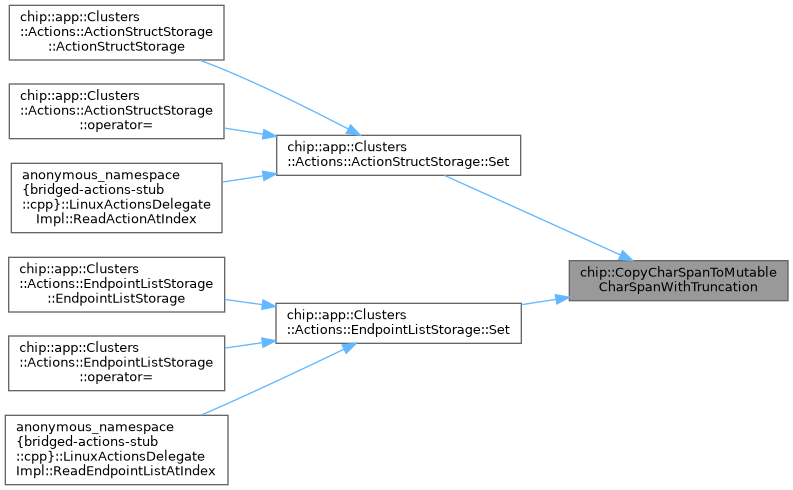 chip::app::Clusters
::Actions::ActionStructStorage
::ActionStructStorage
chip::app::Clusters
::Actions::ActionStructStorage
::operator=
anonymous_namespace
{bridged-actions-stub
::cpp}::LinuxActionsDelegate
Impl::ReadActionAtIndex
chip::app::Clusters
::Actions::ActionStructStorage::Set
chip::app::Clusters
::Actions::EndpointListStorage
::EndpointListStorage
chip::app::Clusters
::Actions::EndpointListStorage
::operator=
anonymous_namespace
{bridged-actions-stub
::cpp}::LinuxActionsDelegate
Impl::ReadEndpointListAtIndex
chip::app::Clusters
::Actions::EndpointListStorage::Set
chip::CopyCharSpanToMutable
CharSpanWithTruncation